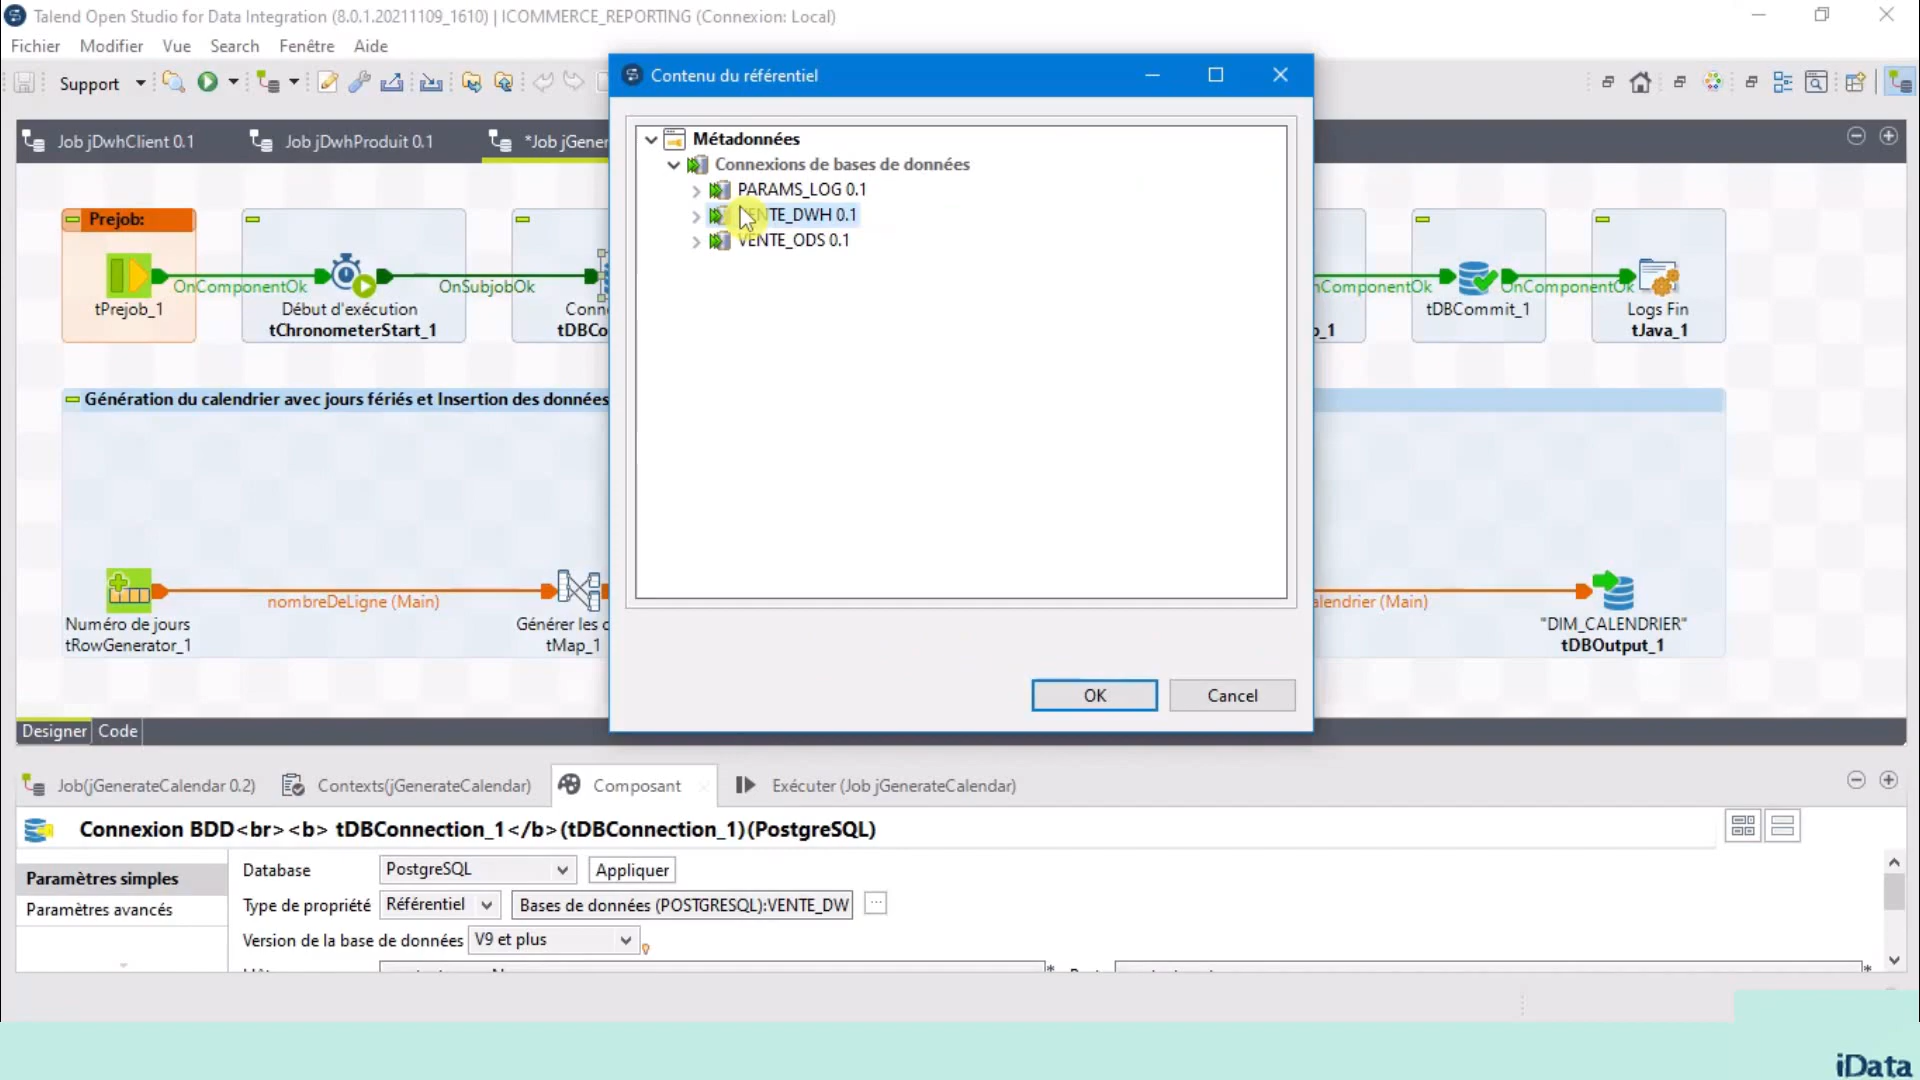 Talend Open Studio for Data Integration (8.0.1.20211109_1610) | ICOMMERCE_REPORTING (Connexion: Local)
Fichier Modifier Vue Search Fenêtre Aide
Support
Contenu du référentiel
Job jDwhClient 0.1 Job jDwhProduit 0.1 *Job jGener
Métadonnées
Connexions de bases de données
PARAMS_LOG 0.1
ENTE_DWH 0.1
VENTE_ODS 0.1
Prejob:
OnComponentOk
OnSubjobOk
nComponentOk
OnComponentOk
tPrejob_1
Début d'exécution
tChronometerStart_1
Conn
tDBCo
o_1
tDBCommit_1
Logs Fin
tJava_1
Génération du calendrier avec jours fériés et Insertion des données
nombreDeLigne (Main)
alendrier (Main)
Numéro de jours
tRowGenerator_1
Générer les d
tMap_1
"DIM_CALENDRIER"
tDBOutput_1
OK Cancel
Designer Code
Job(jGenerateCalendar 0.2) Contexts(jGenerateCalendar) Composant Exécuter (Job jGenerateCalendar)
Connexion BDD<br><b> tDBConnection_1</b>(tDBConnection_1)(PostgreSQL)
Paramètres simples
Paramètres avancés
Database PostgreSQL Appliquer
Type de propriété Référentiel Bases de données (POSTGRESQL):VENTE_DW ...
Version de la base de données V9 et plus
iData